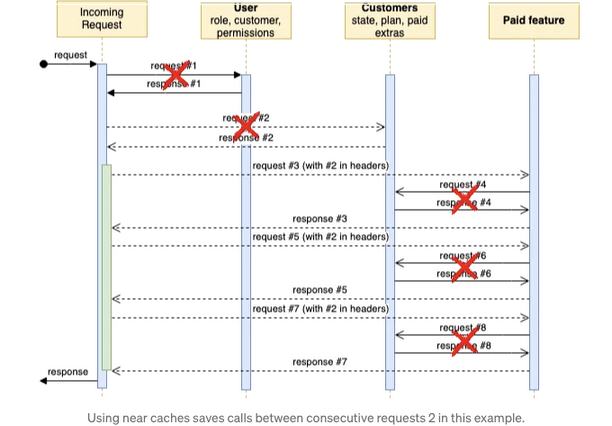 Incoming
Request
User
role, customer,
permissions
Customers
state, plan, paid
extras
Paid feature
request
request #1
response #1
request #2
response #2
request #3 (with #2 in headers)
request #4
response #4
response #3
request #5 (with #2 in headers)
request #6
response #6
response #5
request #7 (with #2 in headers)
request #8
response #8
response #7
response
Using near caches saves calls between consecutive requests 2 in this example.